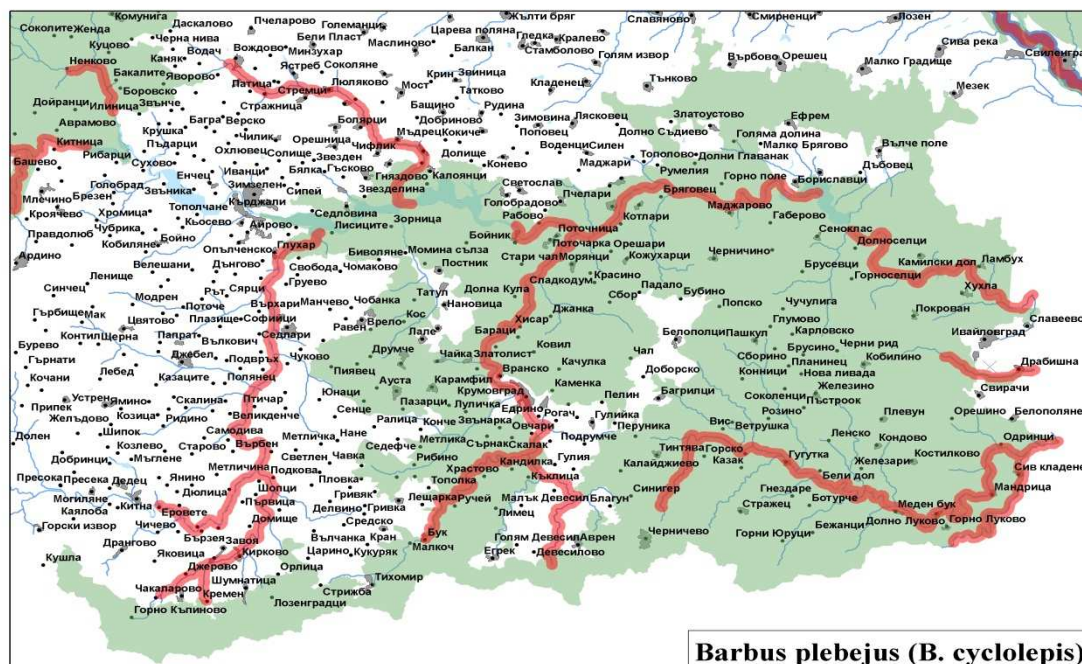 Комунига
Соколите Женда
Даскалово
Пчеларово
Големанци
Жълти бряг
Славяново
Смирненци
Лозен
Черна нива
Бели Пласт
Царева поляна
Гледка Кралево
Куцово
Водач
Вождово
Минзухар
Маслиново
Балкан
Стамболово
Голям извор
Сива река
Свиленград
Ненково
Каняк
Ястреб
Соколяне
Крин Звиница
Върбово
Орешец
Малко Градище
Бакалите
Яворово
Латица
Стремци
Люляково
Мост
Татково
Кладенец
Тънково
Мезек
Боровско
Звънче
Стражница
Бащино
Рудина
Дойранци
Илиница
Багра
Верско
Болярци
Добриново
Зимовина
Лясковец
Златоустово
Ефрем
Аврамово
Крушка
Чилик
Орешница
Мъдрец Кокиче
Поповец
Долно Съдиево
Голяма долина
Китница
Пъдарци
Охлювец
Солище
Звезден
Чифлик
Долище
Воденци Силен
Малко Брягово
Вълче поле
Башево
Рибарци
Сухово
Иванци
Бялка
Гъсково
Гняздово
Калоянци
Конево
Маджари
Тополово
Долни Главанак
Дъбовец
Голобрад
Енчец
Зимзелен
Сипей
Звезделина
Светослав
Румелия
Горно поле
Бориславци
Млечино
Брезен
Звъника
Кърджали
Голобрадово
Пчелари
Бряговец
Кроячево
Хромица
Тополчане
Седловина
Зорница
Рабово
Котлари
Маджарово
Габерово
Чубрика
Кьосево
Айрово
Лисиците
Правдолюб
Кобиляне
Бойно
Опълченско
Глухар
Бойник
Поточница
Сеноклас
Ардино
Биволяне
Момина сълза
Поточарка
Орешари
Черничино
Долноселци
Велешани
Дънгово
Свобода
Чомаково
Постник
Стари чал
Морянци
Кожухарци
Брусевци
Камилски дол
Ламбух
Ленище
Груево
Сладкодум
Красино
Горноселци
Синчец
Рът
Сярци
Чобанка
Татул
Долна Кула
Падало
Хухла
Модрен
Поточе
Върхари
Манчево
Нановица
Сбор
Бубино
Попско
Чучулига
Покрован
Славеево
Гърбище
Мак
Кос
Хисар
Джанка
Глумово
Цвятово
Плазище
Софийци
Равен
Врело
Карловско
Ивайловград
Бурево
Контил
Щерна
Папрат
Вълкович
Седлари
Лале
Бараци
Белополци
Пашкул
Брусино
Черни рид
Гърнати
Джебел
Подвръх
Чуково
Друмче
Чайка
Златолист
Ковил
Чал
Сборино
Планинец
Кобилино
Драбишна
Лебед
Пиявец
Вранско
Качулка
Доборско
Конници
Нова ливада
Кочани
Казаците
Полянец
Карамфил
Свирачи
Устрен
Юнаци
Ауста
Крумовград
Каменка
Багрилци
Железино
Припек
Ямино
Скалина
Птичар
Пазарци
Луличка
Пелин
Соколенци
Пъстроок
Желъдово
Козица
Ридино
Великденче
Сенце
Едрино
Рогач
Розино
Плевун
Орешино
Белополяне
Шипок
Самодива
Ралица
Конче
Звънарка
Гулийка
Вис
Долен
Козлево
Старово
Върбен
Метличка
Нане
Овчари
Перуника
Ветрушка
Ленско
Кондово
Одринци
Мъглене
Седефче
Метлика
Сърнак
Скалак
Подрумче
Тинтява
Горско
Гугутка
Костилково
Добринци
Светлен
Чавка
Рибино
Гулия
Калайджиево
Казак
Железари
Пресока
Пресека
Дедец
Янино
Метличина
Подкова
Храстово
Кандилка
Бели дол
Сив кладенец
Могиляне
Пловка
Тополка
Къклица
Синигер
Гнездаре
Мандрица
Каялоба
Китна
Дюлица
Шопци
Гривяк
Лещарка
Ручей
Малък Девесил
Благун
Ботурче
Меден бук
Еровете
Първица
Делвино
Гривка
Лимец
Стражец
Горски извор
Чичево
Домище
Средско
Бук
Черничево
Бежанци
Долно Луково
Горно Луково
Бързея
Завоя
Вълчанка
Кран
Малкоч
Голям Девесил
Аврен
Горни Юруци
Дрангово
Яковица
Кирково
Царино
Кукуряк
Егрек
Девесилово
Кушла
Джерово
Орлица
Тихомир
Чакаларово
Шумнатица
Стрижба
Кремен
Лозенградци
Горно Къпиново
Barbus plebejus (B. cyclolepis)